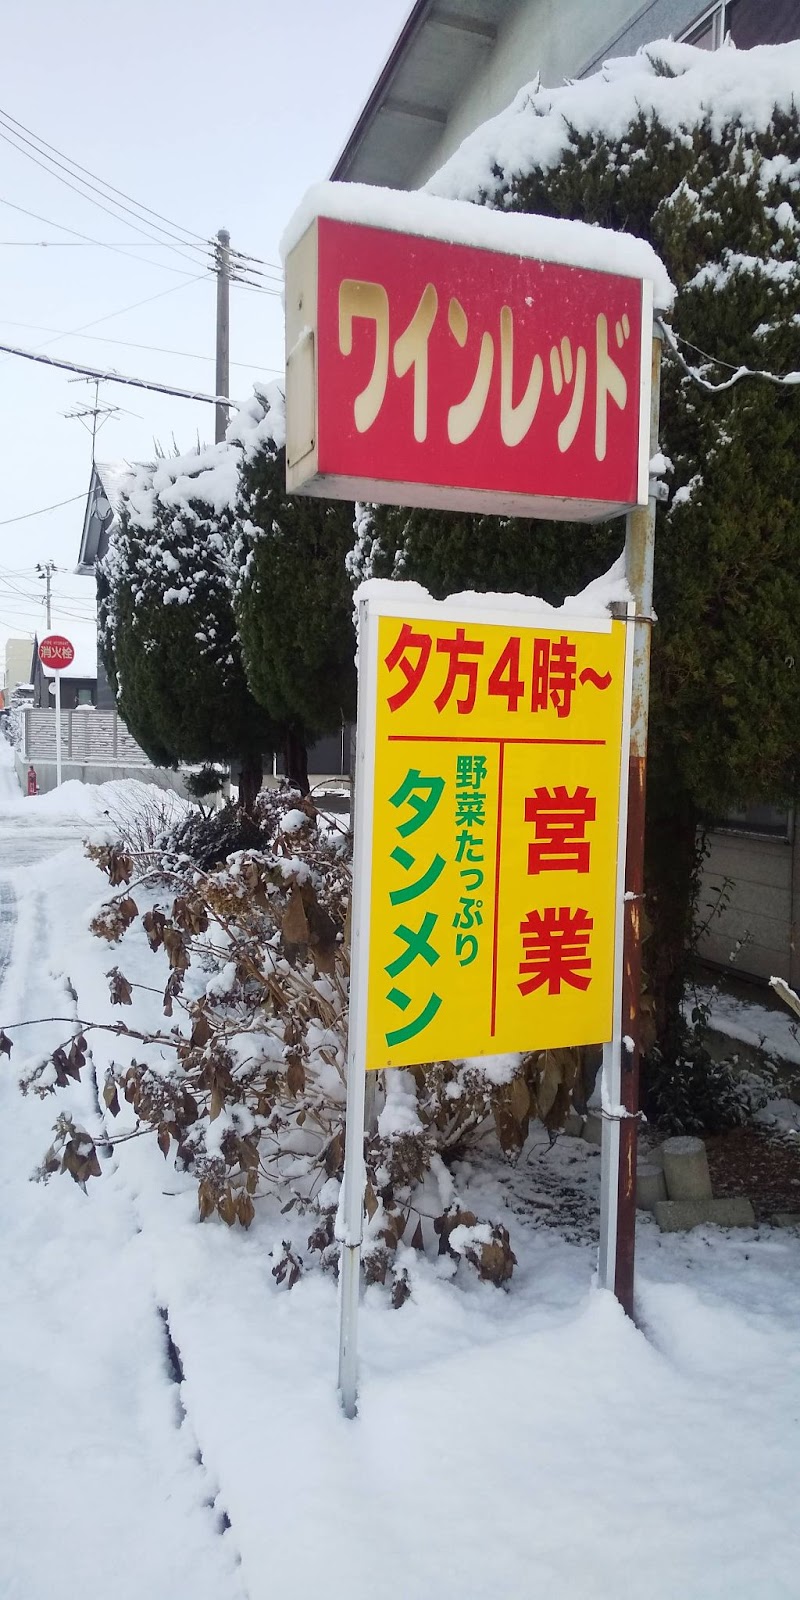 ワインレッド
夕方4時～
営業
野菜たっぷり
タンメン
消火栓